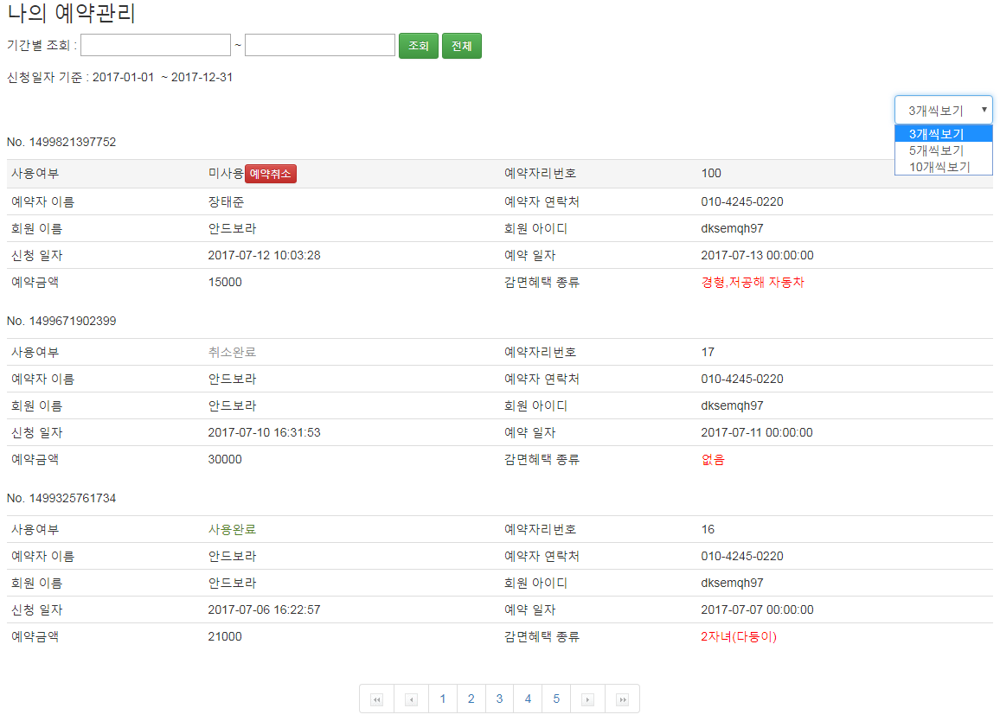 나의 예약관리
기간별 조회 : ~ 조회 전체
신청일자 기준 : 2017-01-01 ~ 2017-12-31
3개씩보기
3개씩보기
5개씩보기
10개씩보기
No. 1499821397752
사용여부 미사용 예약취소 예약자리번호 100
예약자 이름 장태준 예약자 연락처 010-4245-0220
회원 이름 안드보라 회원 아이디 dksemqh97
신청 일자 2017-07-12 10:03:28 예약 일자 2017-07-13 00:00:00
예약금액 15000 감면혜택 종류 경형,저공해 자동차
No. 1499671902399
사용여부 취소완료 예약자리번호 17
예약자 이름 안드보라 예약자 연락처 010-4245-0220
회원 이름 안드보라 회원 아이디 dksemqh97
신청 일자 2017-07-10 16:31:53 예약 일자 2017-07-11 00:00:00
예약금액 30000 감면혜택 종류 없음
No. 1499325761734
사용여부 사용완료 예약자리번호 16
예약자 이름 안드보라 예약자 연락처 010-4245-0220
회원 이름 안드보라 회원 아이디 dksemqh97
신청 일자 2017-07-06 16:22:57 예약 일자 2017-07-07 00:00:00
예약금액 21000 감면혜택 종류 2자녀(다둥이)
1 2 3 4 5